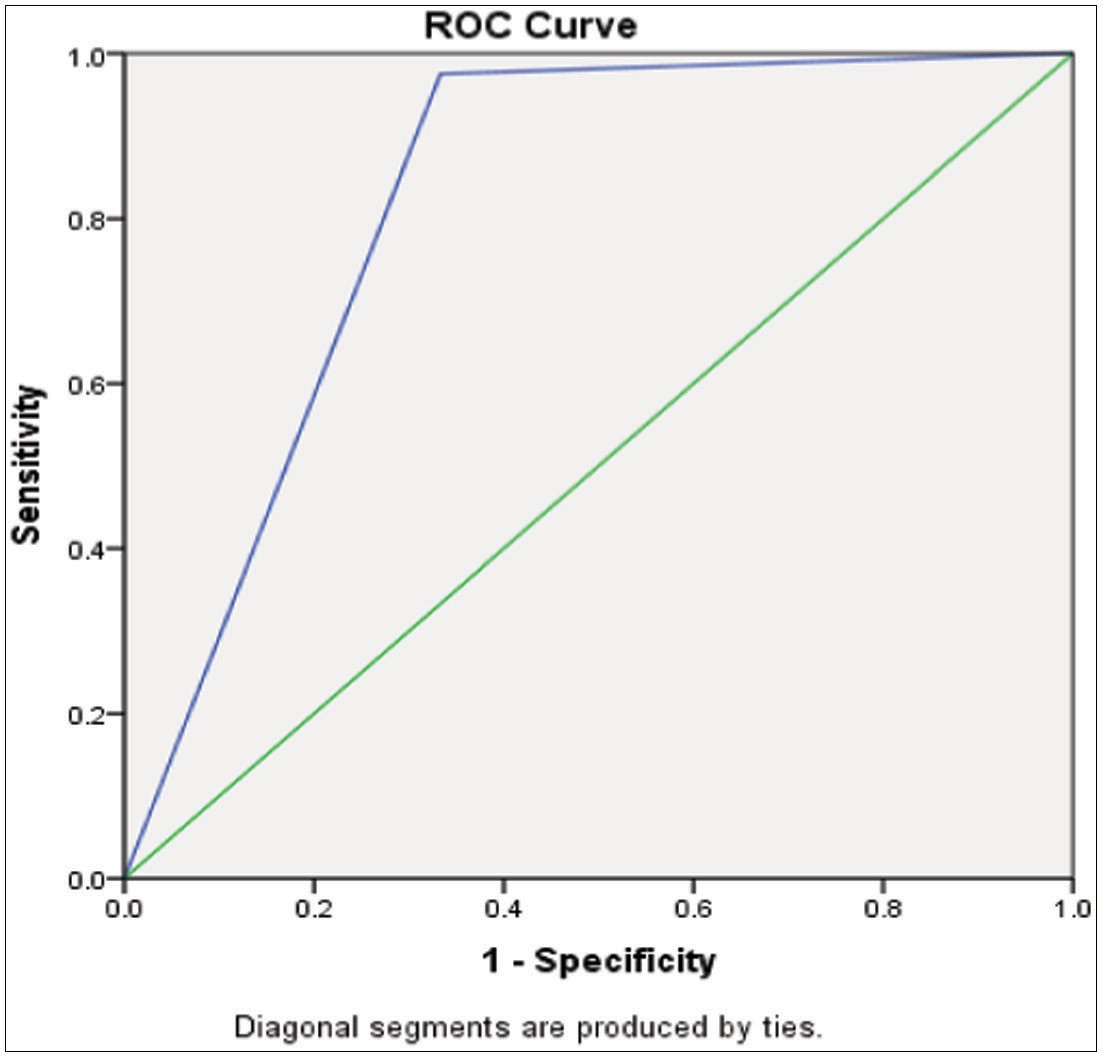 ROC Curve
1.0
0.8
0.6
0.4
0.2
0.0
Sensitivity
0.0 0.2 0.4 0.6 0.8 1.0
1 - Specificity
Diagonal segments are produced by ties.